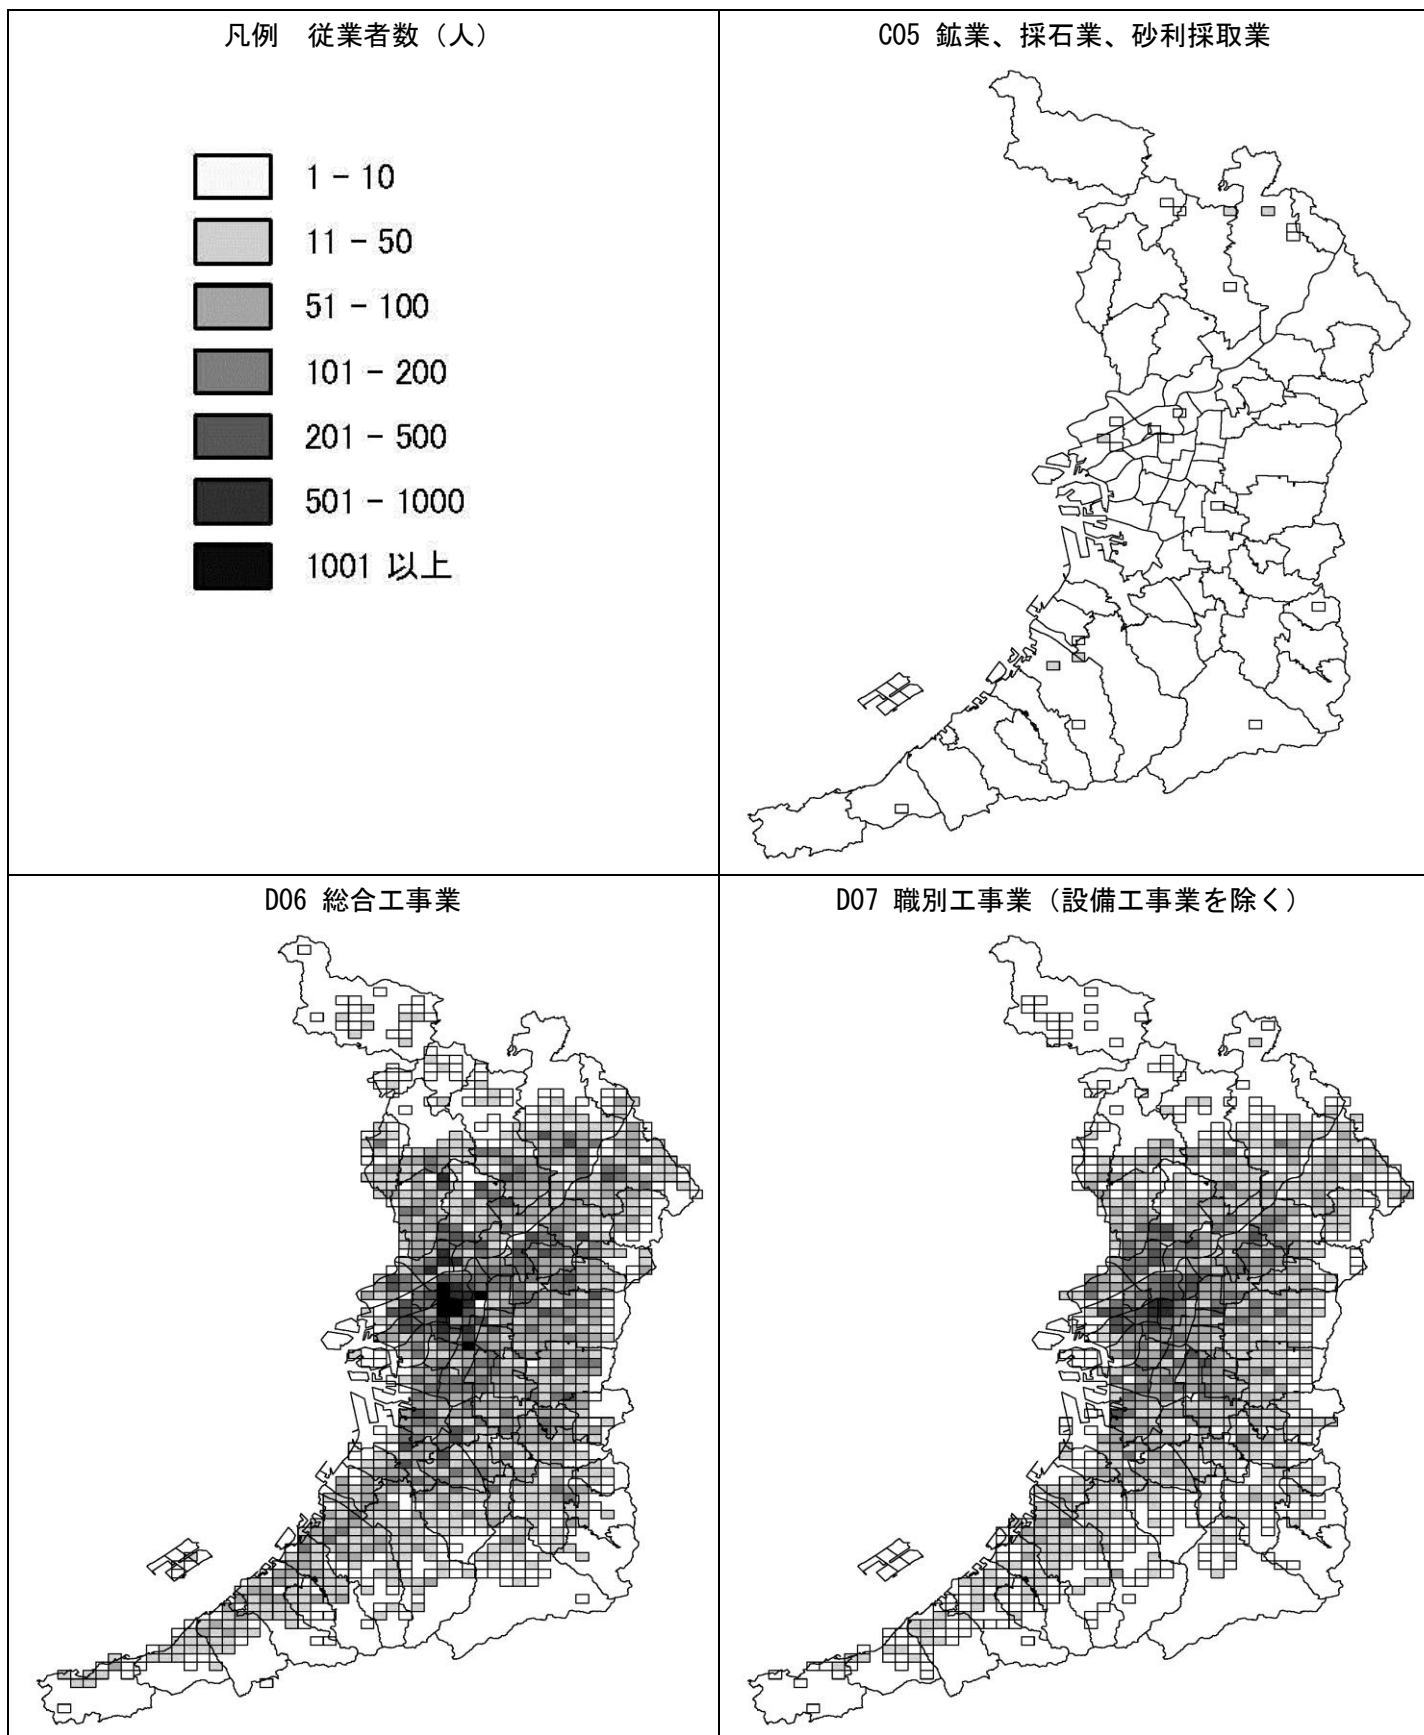 凡例　従業者数（人）
1 - 10
11 - 50
51 - 100
101 - 200
201 - 500
501 - 1000
1001 以上
C05 鉱業、採石業、砂利採取業
D06 総合工事業
D07 職別工事業（設備工事業を除く）